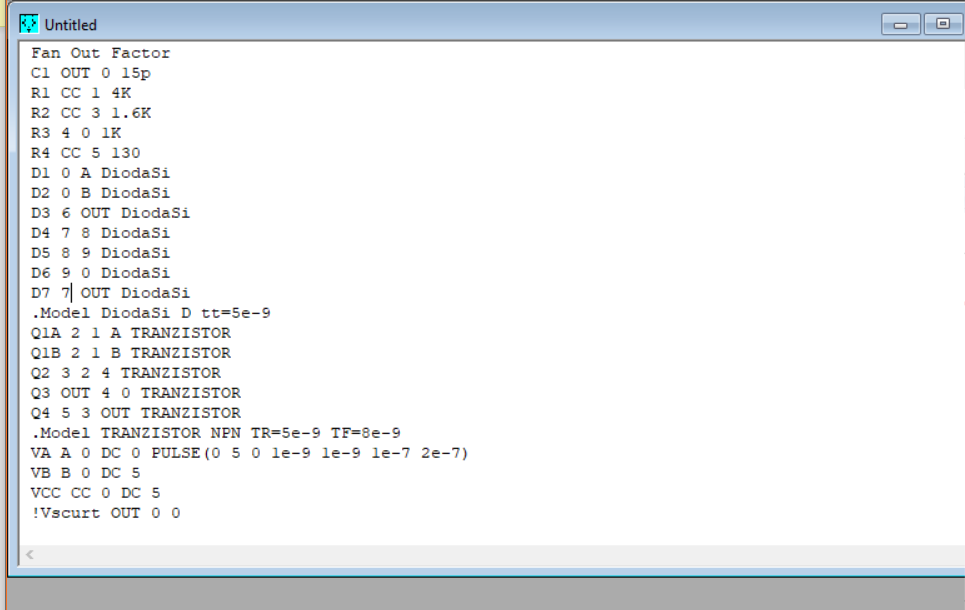 Untitled
Fan Out Factor
C1 OUT 0 15p
R1 CC 1 4K
R2 CC 3 1.6K
R3 4 0 1K
R4 CC 5 130
D1 0 A DiodaSi
D2 0 B DiodaSi
D3 6 OUT DiodaSi
D4 7 8 DiodaSi
D5 8 9 DiodaSi
D6 9 0 DiodaSi
D7 7 OUT DiodaSi
.Model DiodaSi D tt=5e-9
Q1A 2 1 A TRANZISTOR
Q1B 2 1 B TRANZISTOR
Q2 3 2 4 TRANZISTOR
Q3 OUT 4 0 TRANZISTOR
Q4 5 3 OUT TRANZISTOR
.Model TRANZISTOR NPN TR=5e-9 TF=8e-9
VA A 0 DC 0 PULSE(0 5 0 1e-9 1e-9 1e-7 2e-7)
VB B 0 DC 5
VCC CC 0 DC 5
!Vscurt OUT 0 0